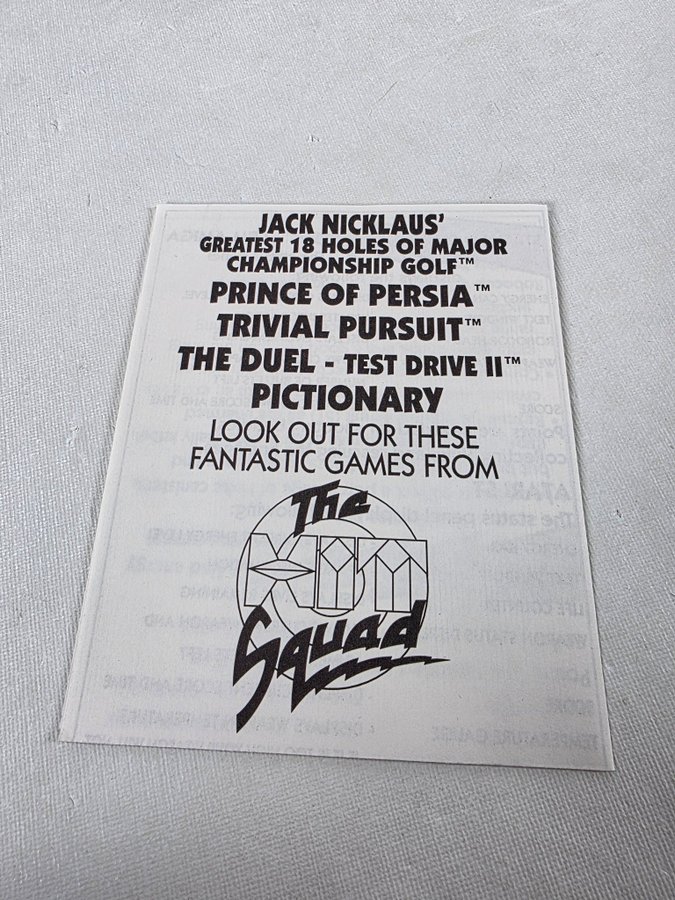 JACK NICKLAUS'
GREATEST 18 HOLES OF MAJOR
CHAMPIONSHIP GOLF™
PRINCE OF PERSIA™
TRIVIAL PURSUIT™
THE DUEL - TEST DRIVE II™
PICTIONARY
LOOK OUT FOR THESE
FANTASTIC GAMES FROM
The
KIXX
Squad